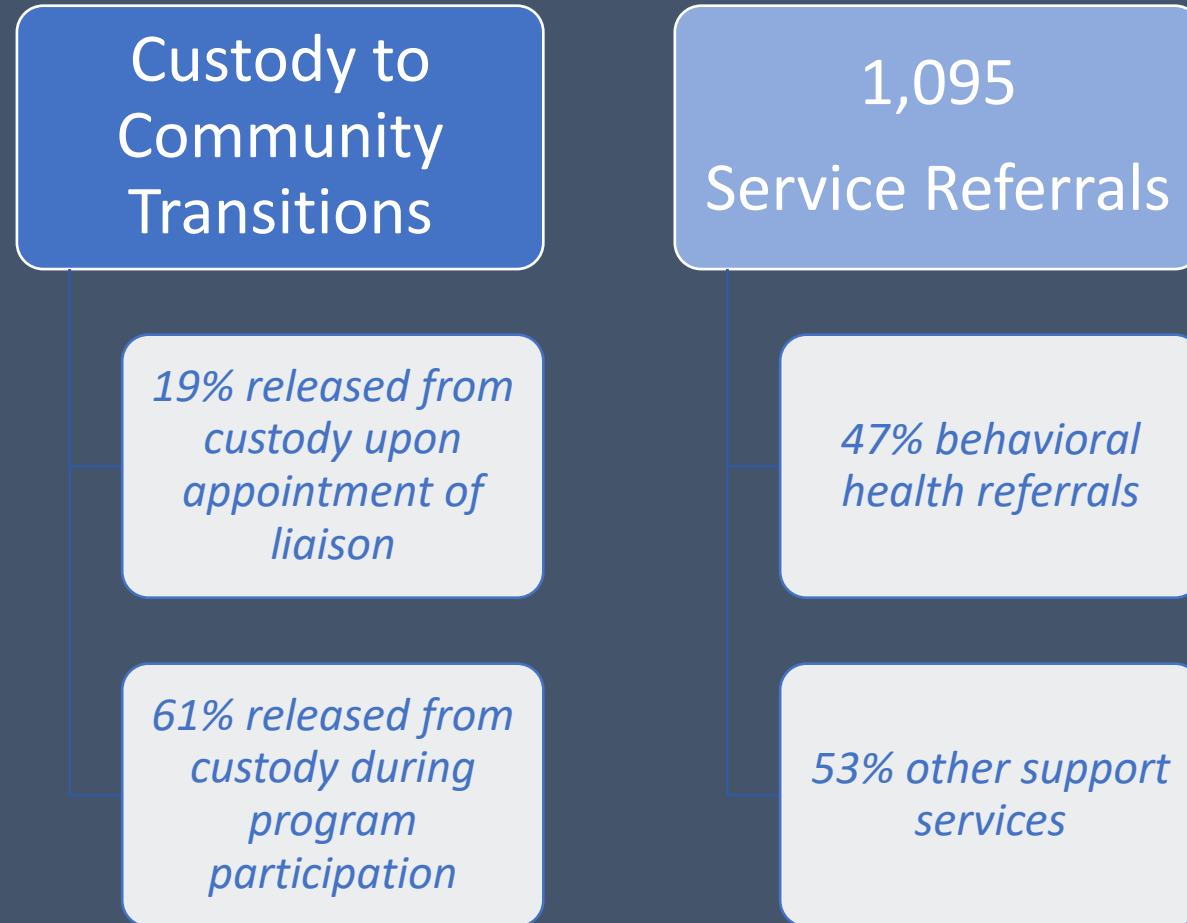 Custody to
Community
Transitions
19% released from
custody upon
appointment of
liaison
61% released from
custody during
program
participation
1,095
Service Referrals
47% behavioral
health referrals
53% other support
services